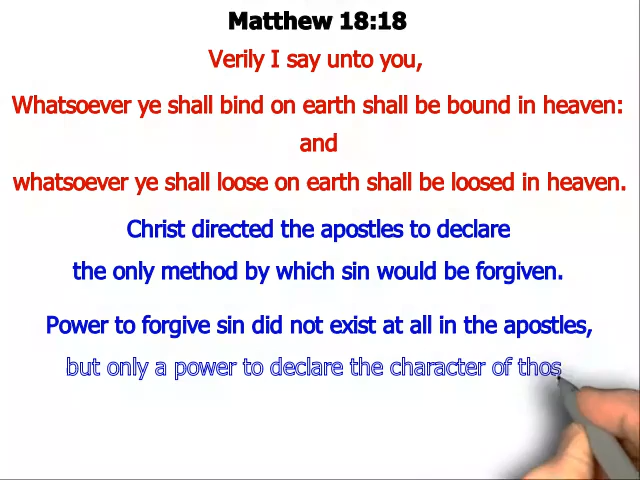 Matthew 18:18
Verily I say unto you,
Whatsoever ye shall bind on earth shall be bound in heaven:
and
whatsoever ye shall loose on earth shall be loosed in heaven.
Christ directed the apostles to declare
the only method by which sin would be forgiven.
Power to forgive sin did not exist at all in the apostles,
but only a power to declare the character of thos